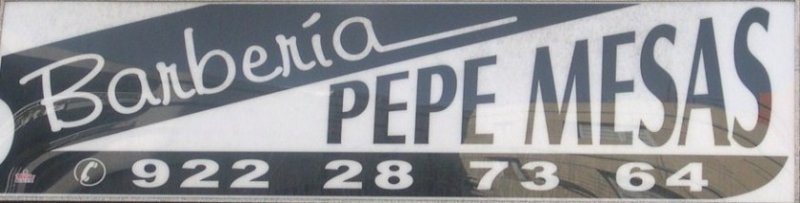 Barbería
PEPE MESAS
922 28 73 64